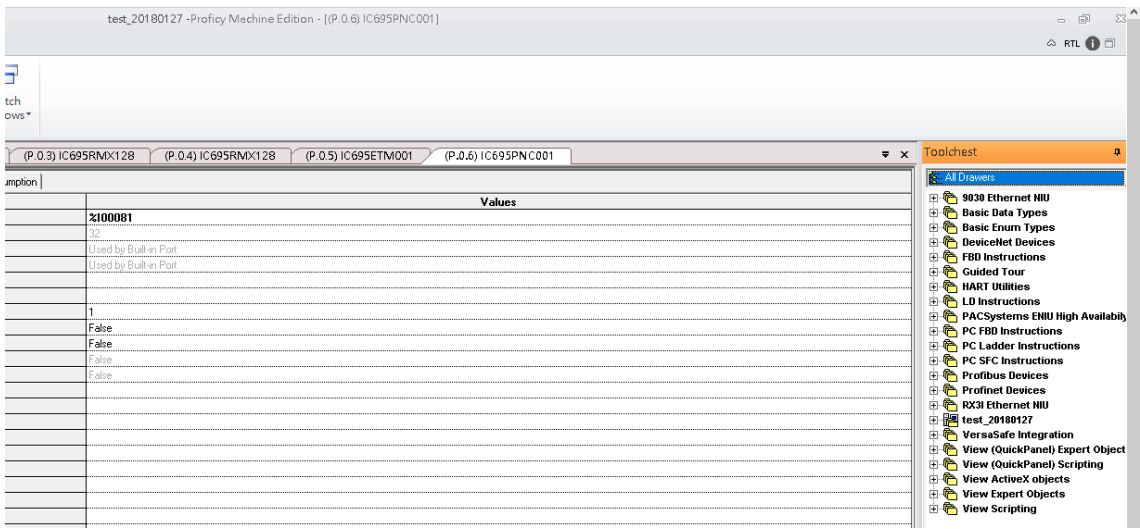 test_20180127 -Proficy Machine Edition - [(P.0.6) IC695PNC001]
RTL
tch
ows
(P.0.3) IC695RMX128
(P.0.4) IC695RMX128
(P.0.5) IC695ETM001
(P.0.6) IC695PNC001
umption
Values
%I00081
32
Used by Built-in Port
Used by Built-in Port
1
False
False
False
False
Toolchest
All Drawers
9030 Ethernet NIU
Basic Data Types
Basic Enum Types
DeviceNet Devices
FBD Instructions
Guided Tour
HART Utilities
LD Instructions
PACSystems ENIU High Availabily
PC FBD Instructions
PC Ladder Instructions
PC SFC Instructions
Profibus Devices
Profinet Devices
RX3I Ethernet NIU
test_20180127
VersaSafe Integration
View (QuickPanel) Expert Object
View (QuickPanel) Scripting
View ActiveX objects
View Expert Objects
View Scripting